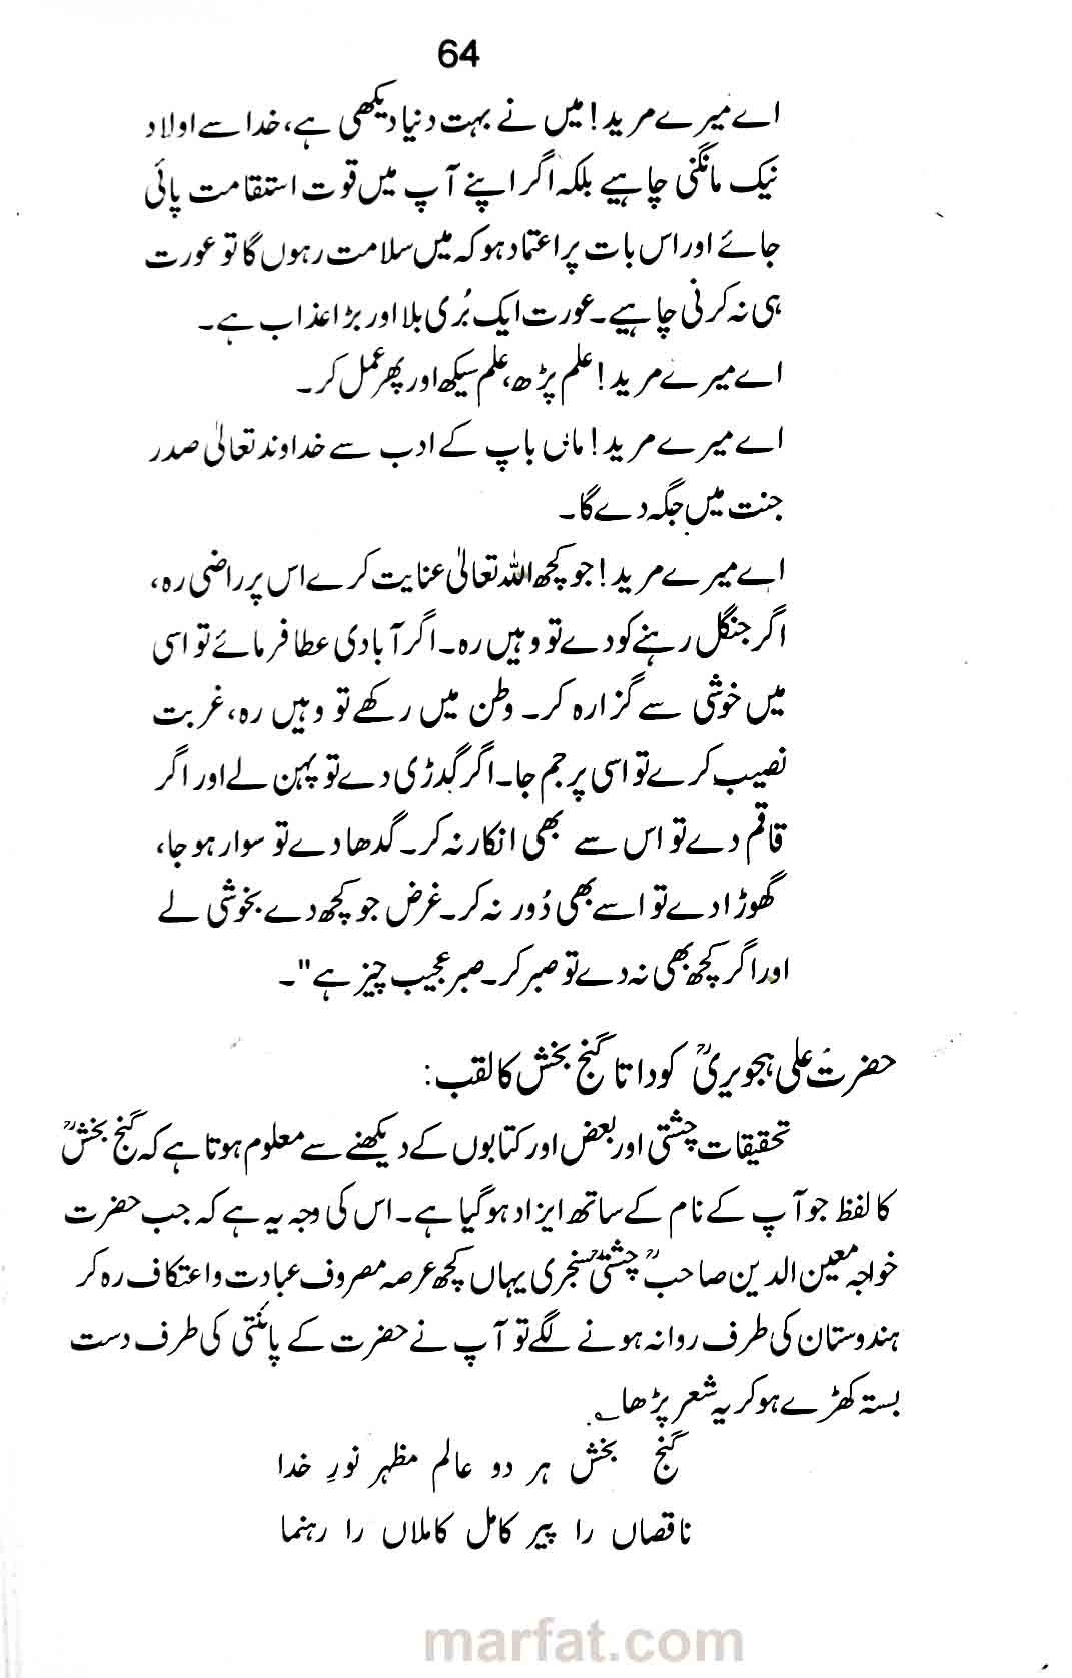 64
اے میرے مرید! میں نے بہت دنیا دیکھی ہے، خدا سے اولاد
نیک مانگنی چاہیے بلکہ اگر اپنے آپ میں قوت استقامت پائی
جائے اور اس بات پر اعتماد ہو کہ میں سلامت رہوں گا تو عورت
ہی نہ کرنی چاہیے۔ عورت ایک بُری بلا اور بڑا عذاب ہے۔
اے میرے مرید! علم پڑھ، علم سیکھ اور پھر عمل کر۔
اے میرے مرید! ماں باپ کے ادب سے خداوند تعالیٰ صدر
جنت میں جگہ دے گا۔
اے میرے مرید! جو کچھ اللہ تعالیٰ عنایت کرے اس پر راضی رہ،
اگر جنگل رہنے کو دے تو وہیں رہ۔ اگر آبادی عطا فرمائے تو اسی
میں خوشی سے گزارہ کر۔ وطن میں رکھے تو وہیں رہ، غربت
نصیب کرے تو اسی پر جم جا۔ اگر گدڑی دے تو پہن لے اور اگر
قاقم دے تو اس سے بھی انکار نہ کر۔ گدھا دے تو سوار ہو جا،
گھوڑا دے تو اسے بھی دُور نہ کر۔ غرض جو کچھ دے بخوشی لے
اور اگر کچھ بھی نہ دے تو صبر کر۔ صبر عجیب چیز ہے"۔
حضرت علی ہجویریؒ کو داتا گنج بخش کا لقب:
تحقیقات چشتی اور بعض اور کتابوں کے دیکھنے سے معلوم ہوتا ہے کہ گنج بخشؒ
کا لفظ جو آپ کے نام کے ساتھ ایزاد ہو گیا ہے۔ اس کی وجہ یہ ہے کہ جب حضرت
خواجہ معین الدین صاحبؒ چشتیؒ سنجری یہاں کچھ عرصہ مصروف عبادت و اعتکاف رہ کر
ہندوستان کی طرف روانہ ہونے لگے تو آپ نے حضرت کے پائنتی کی طرف دست
بستہ کھڑے ہو کر یہ شعر پڑھا؎
گنج بخش ہر دو عالم مظہر نورِ خدا
ناقصاں را پیر کامل کاملاں را رہنما
marfat.com